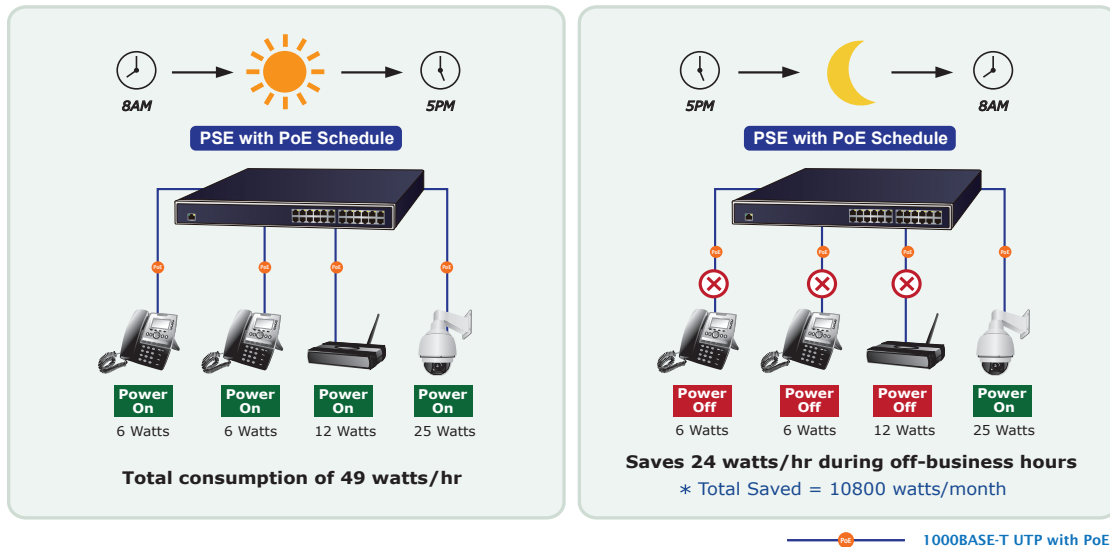 8AM
5PM
PSE with PoE Schedule
PoE
PoE
PoE
PoE
Power
On
Power
On
Power
On
Power
On
6 Watts
6 Watts
12 Watts
25 Watts
Total consumption of 49 watts/hr
5PM
8AM
PSE with PoE Schedule
PoE
PoE
PoE
PoE
Power
Off
Power
Off
Power
Off
Power
On
6 Watts
6 Watts
12 Watts
25 Watts
Saves 24 watts/hr during off-business hours
* Total Saved = 10800 watts/month
PoE
1000BASE-T UTP with PoE